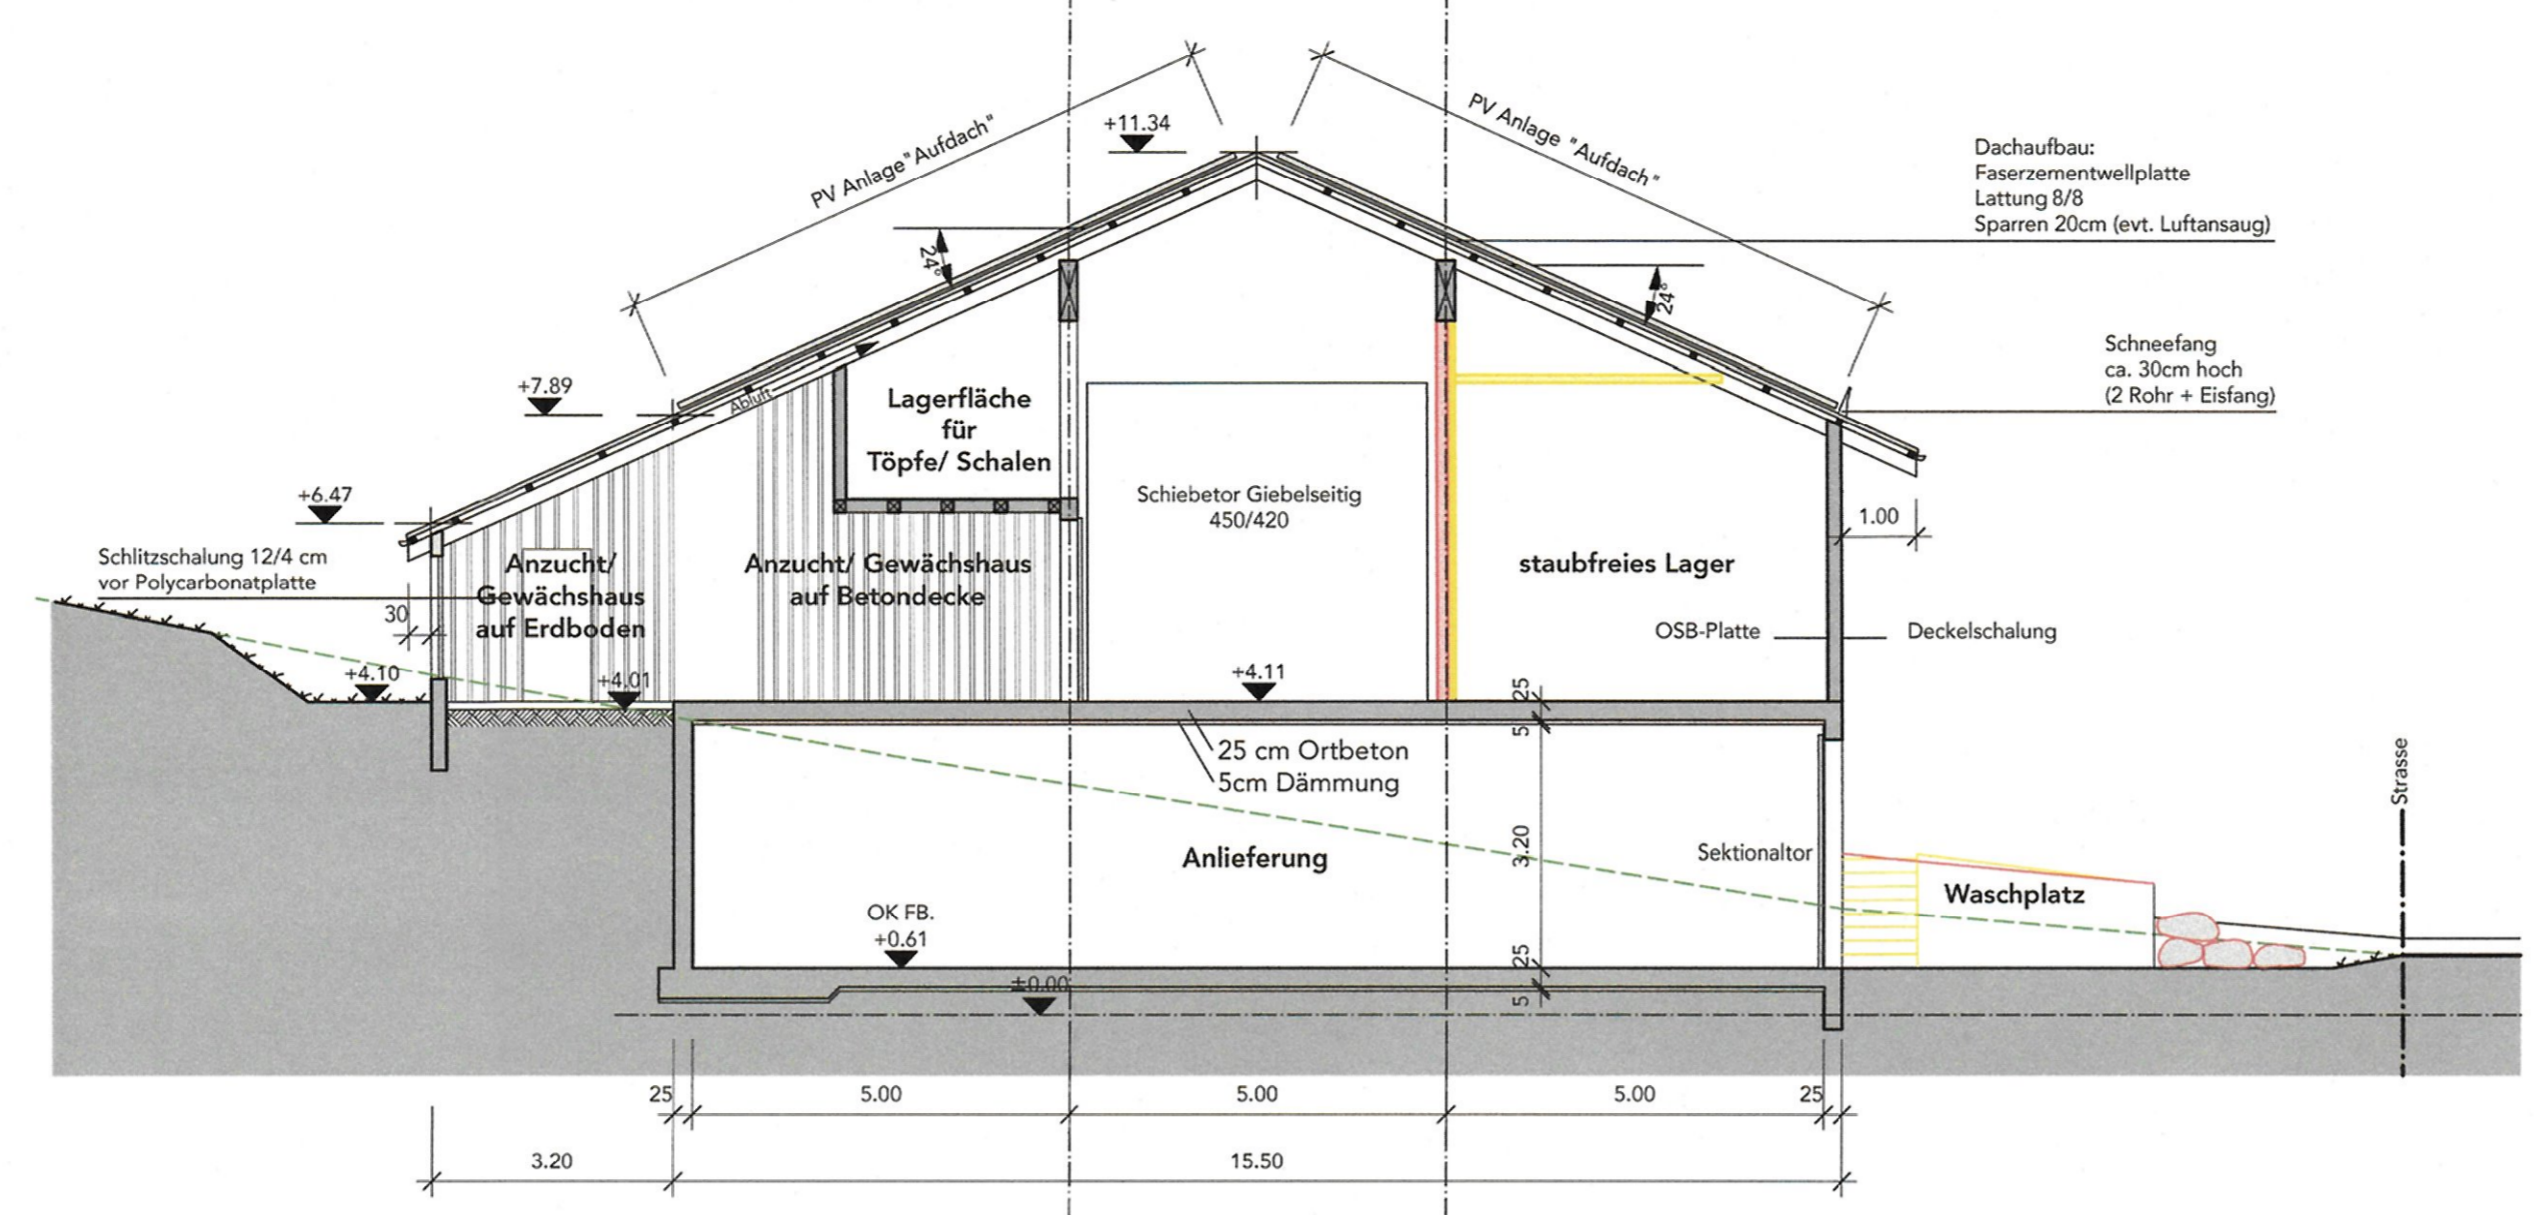 PV Anlage"Aufdach"
PV Anlage "Aufdach"
+11.34
Dachaufbau:
Faserzementwellplatte
Lattung 8/8
Sparren 20cm (evt. Luftansaug)
24°
24°
Schneefang
ca. 30cm hoch
(2 Rohr + Eisfang)
+7.89
Abluft
Lagerfläche
für
Töpfe/ Schalen
+6.47
Schiebetor Giebelseitig
450/420
1.00
Schlitzschalung 12/4 cm
vor Polycarbonatplatte
30
Anzucht/
Gewächshaus
auf Erdboden
Anzucht/ Gewächshaus
auf Betondecke
staubfreies Lager
OSB-Platte
Deckelschalung
+4.10
+4.01
+4.11
25
5
25 cm Ortbeton
5cm Dämmung
Strasse
Anlieferung
3.20
Sektionaltor
Waschplatz
OK FB.
+0.61
25
±0.00
5
25
5.00
5.00
5.00
25
3.20
15.50